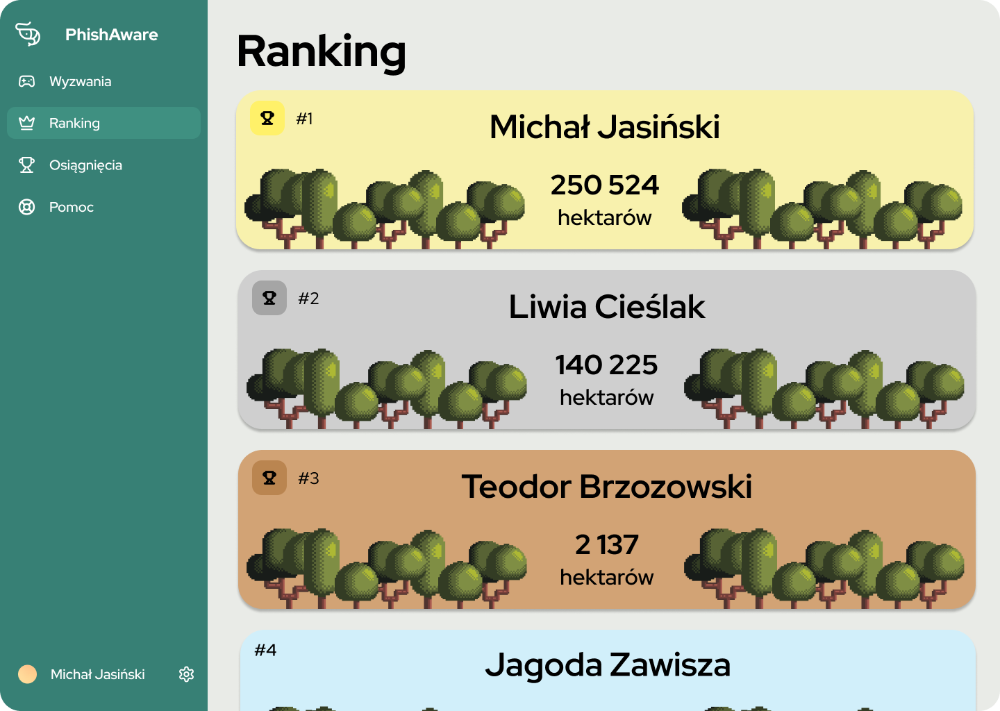 PhishAware
Wyzwania
Ranking
Osiągnięcia
Pomoc
Michał Jasiński
Ranking
#1
Michał Jasiński
250 524
hektarów
#2
Liwia Cieślak
140 225
hektarów
#3
Teodor Brzozowski
2 137
hektarów
#4
Jagoda Zawisza